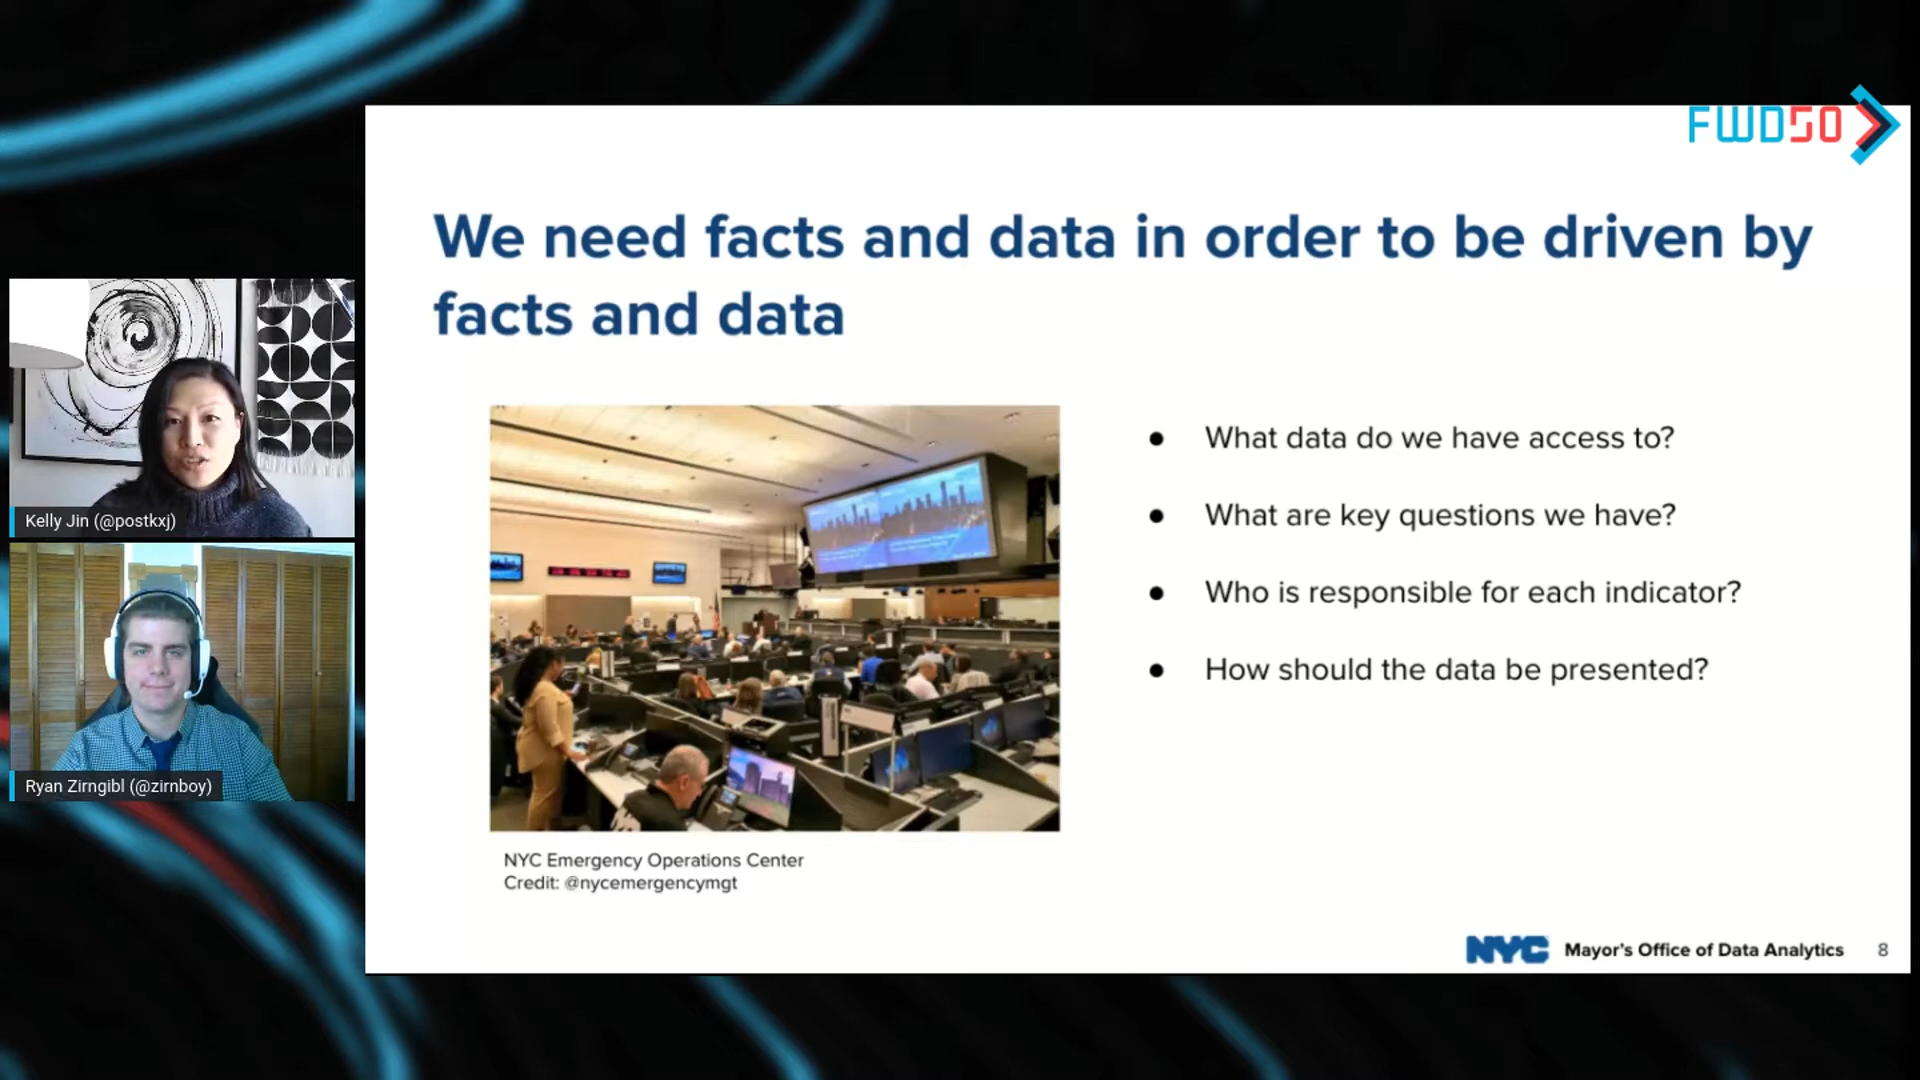 FWD50
We need facts and data in order to be driven by
facts and data
What data do we have access to?
What are key questions we have?
Who is responsible for each indicator?
How should the data be presented?
Kelly Jin (@postkxj)
Ryan Zirngibl (@zirnboy)
NYC Emergency Operations Center
Credit: @nycemergencymgt
NYC Mayor's Office of Data Analytics 8